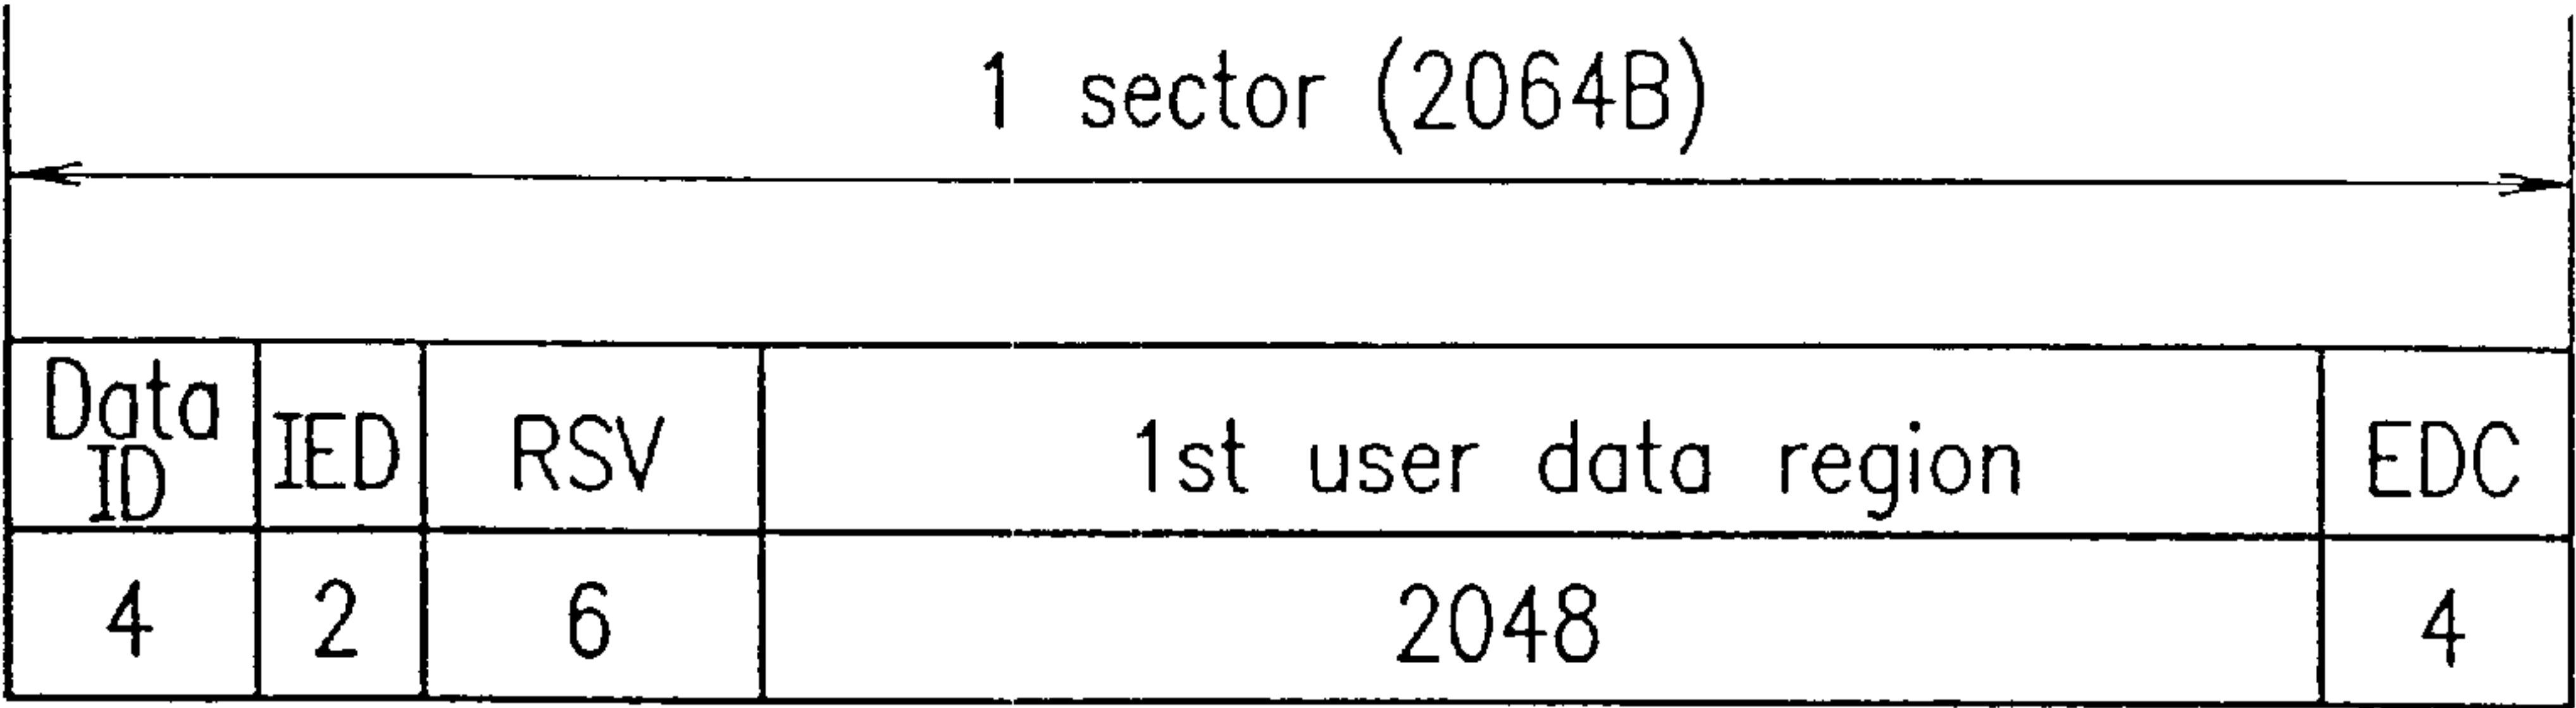 1 sector (2064B)
Data ID IED RSV 1st user data region EDC
4 2 6 2048 4